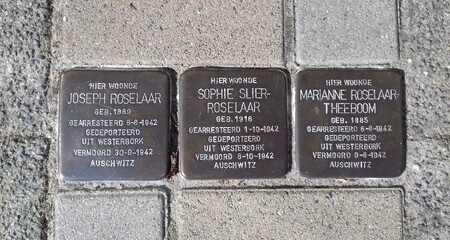 HIER WOONDE
JOSEPH ROSELAAR
GEB. 1889
GEARRESTEERD 6-8-1942
GEDEPORTEERD
UIT WESTERBORK
VERMOORD 30-9-1942
AUSCHWITZ
HIER WOONDE
SOPHIE SLIER-
ROSELAAR
GEB. 1916
GEARRESTEERD 1-10-1942
GEDEPORTEERD
UIT WESTERBORK
VERMOORD 8-10-1942
AUSCHWITZ
HIER WOONDE
MARIANNE ROSELAAR-
THEEBOOM
GEB. 1885
GEARRESTEERD 6-8-1942
GEDEPORTEERD
UIT WESTERBORK
VERMOORD 9-8-1942
AUSCHWITZ